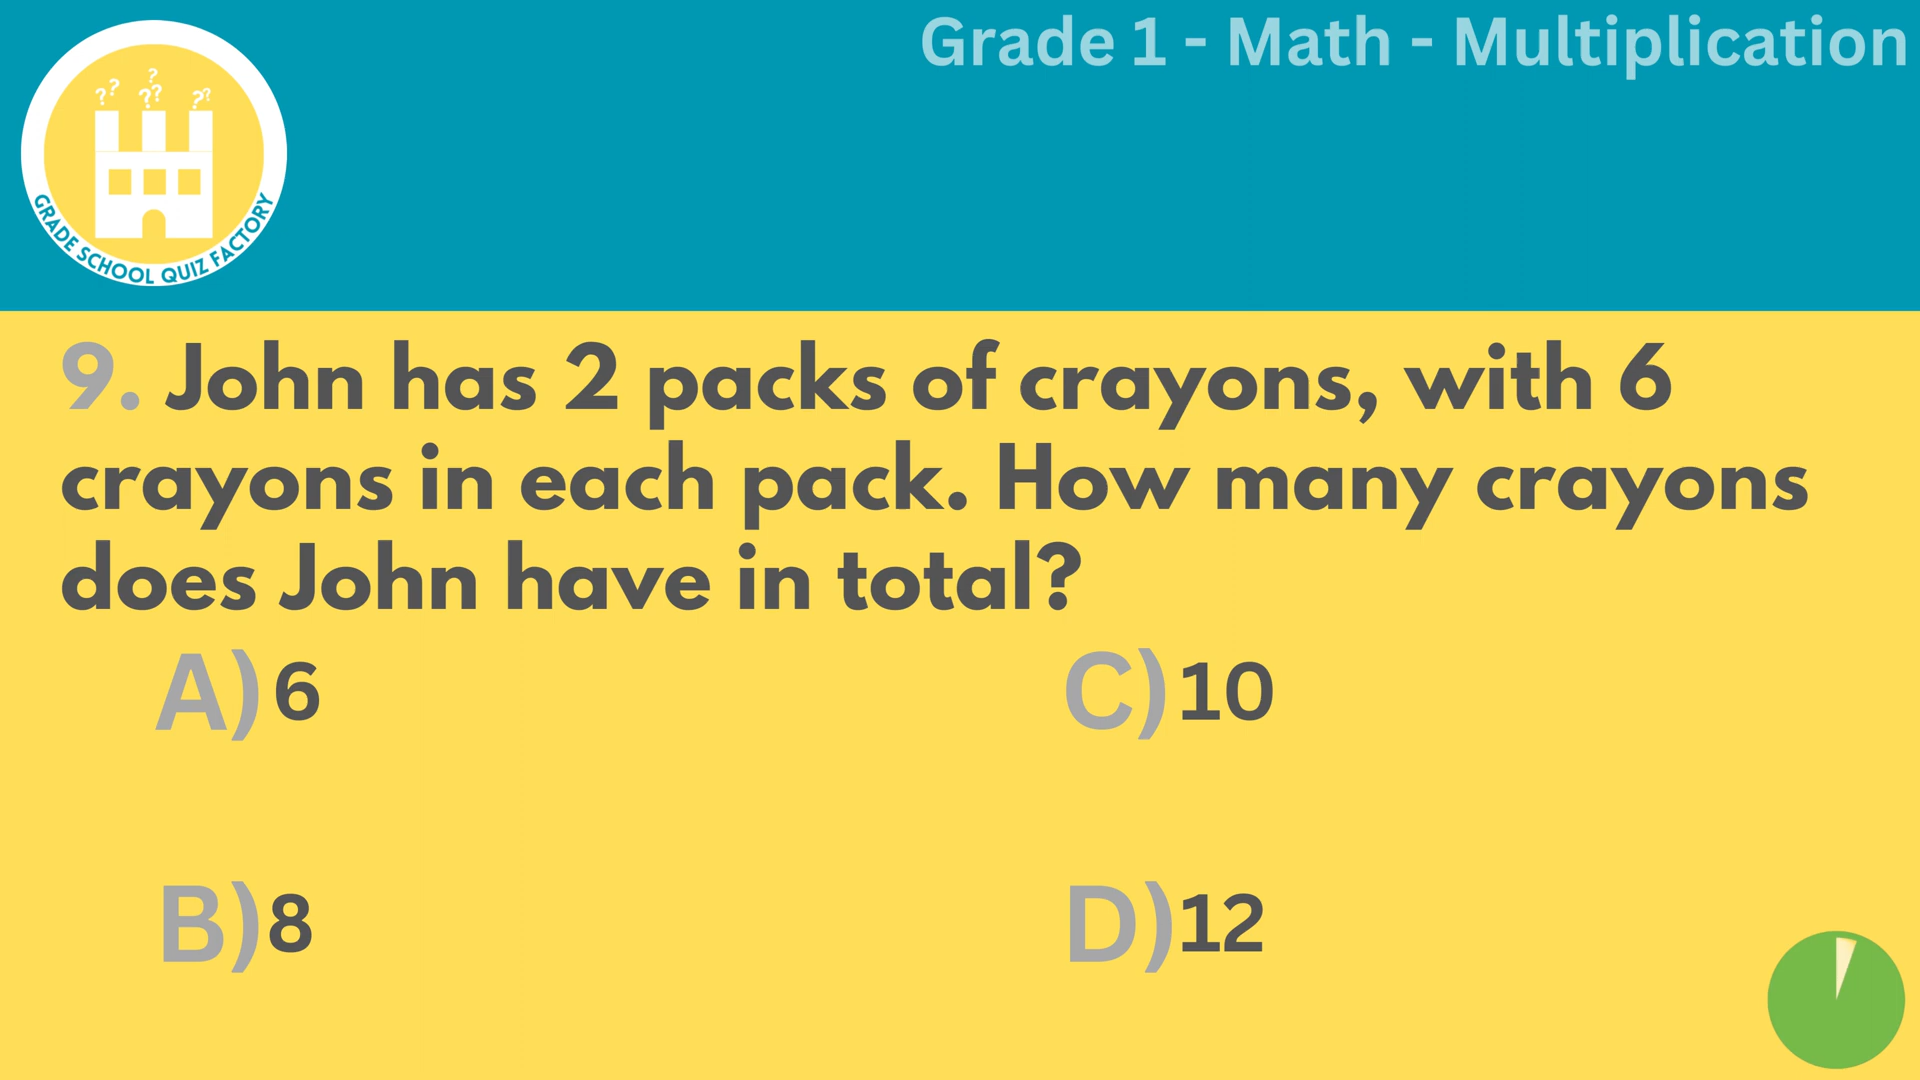 Grade 1 - Math - Multiplication
? ? ? ? ? ? ?
GRADE SCHOOL QUIZ FACTORY
9. John has 2 packs of crayons, with 6
crayons in each pack. How many crayons
does John have in total?
A) 6
C) 10
B) 8
D) 12